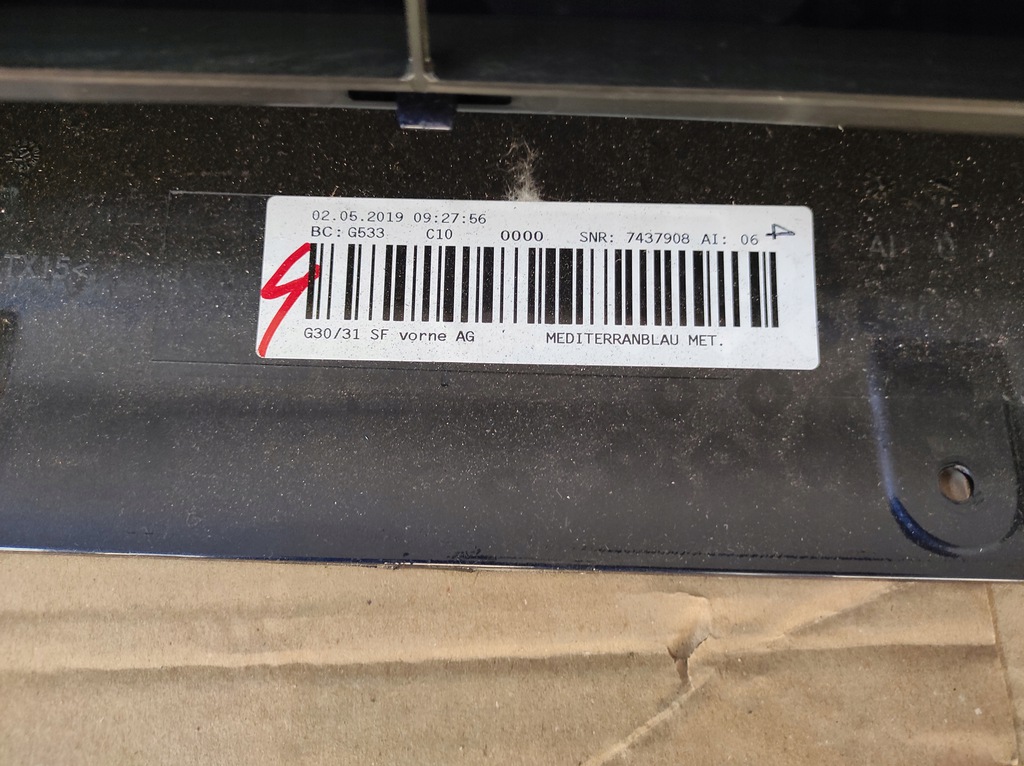 02.05.2019 09:27:56
BC: G533 C10 0000 SNR: 7437908 AI: 06 4
G30/31 SF vorne AG MEDITERRANBLAU MET.